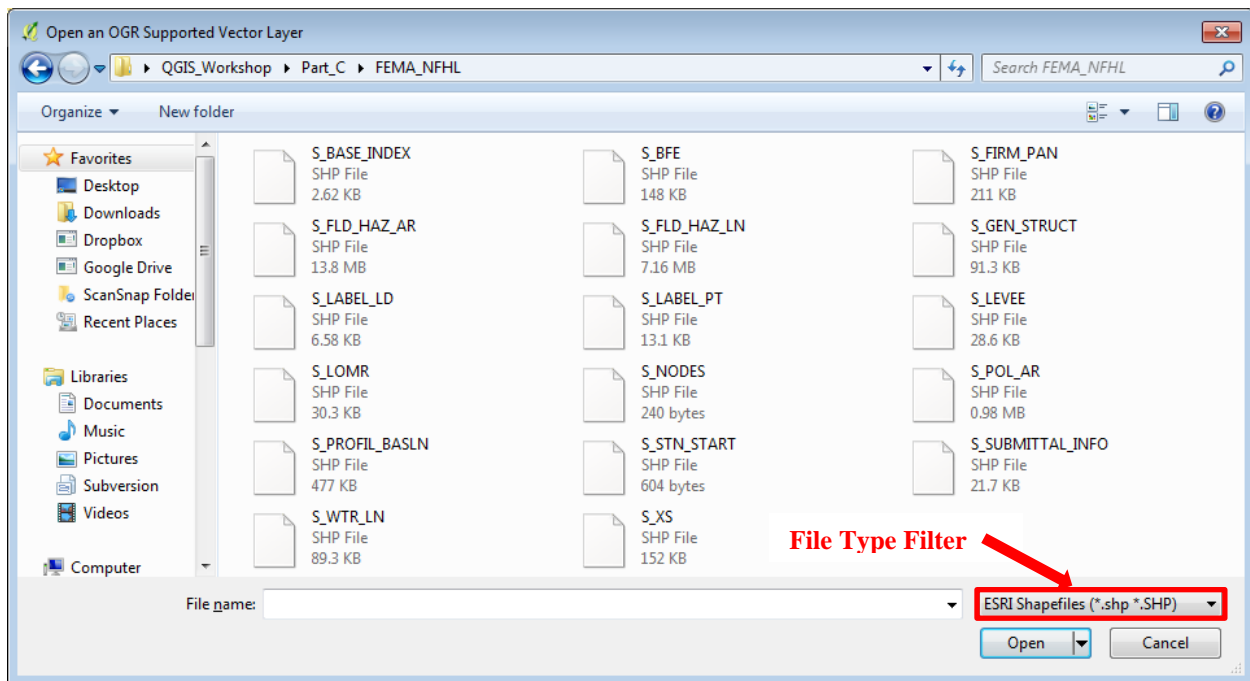 Open an OGR Supported Vector Layer
QGIS_Workshop Part_C FEMA_NFHL
Search FEMA_NFHL
Organize New folder
Favorites
Desktop
Downloads
Dropbox
Google Drive
ScanSnap Folder
Recent Places
Libraries
Documents
Music
Pictures
Subversion
Videos
Computer
S_BASE_INDEX
SHP File
2.62 KB
S_BFE
SHP File
148 KB
S_FIRM_PAN
SHP File
211 KB
S_FLD_HAZ_AR
SHP File
13.8 MB
S_FLD_HAZ_LN
SHP File
7.16 MB
S_GEN_STRUCT
SHP File
91.3 KB
S_LABEL_LD
SHP File
6.58 KB
S_LABEL_PT
SHP File
13.1 KB
S_LEVEE
SHP File
28.6 KB
S_LOMR
SHP File
30.3 KB
S_NODES
SHP File
240 bytes
S_POL_AR
SHP File
0.98 MB
S_PROFIL_BASLN
SHP File
477 KB
S_STN_START
SHP File
604 bytes
S_SUBMITTAL_INFO
SHP File
21.7 KB
S_WTR_LN
SHP File
89.3 KB
S_XS
SHP File
152 KB
File Type Filter
File name:
ESRI Shapefiles (*.shp *.SHP)
Open
Cancel